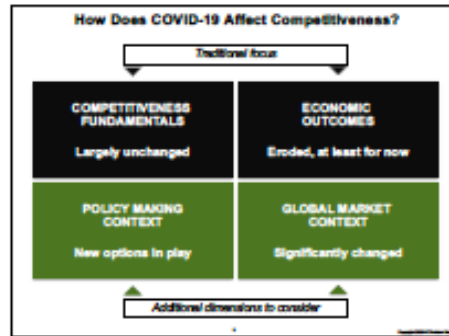 How Does COVID-19 Affect Competitiveness?
Traditional focus
COMPETITIVENESS
FUNDAMENTALS
Largely unchanged
ECONOMIC
OUTCOMES
Eroded, at least for now
POLICY MAKING
CONTEXT
New options in play
GLOBAL MARKET
CONTEXT
Significantly changed
Additional dimensions to consider